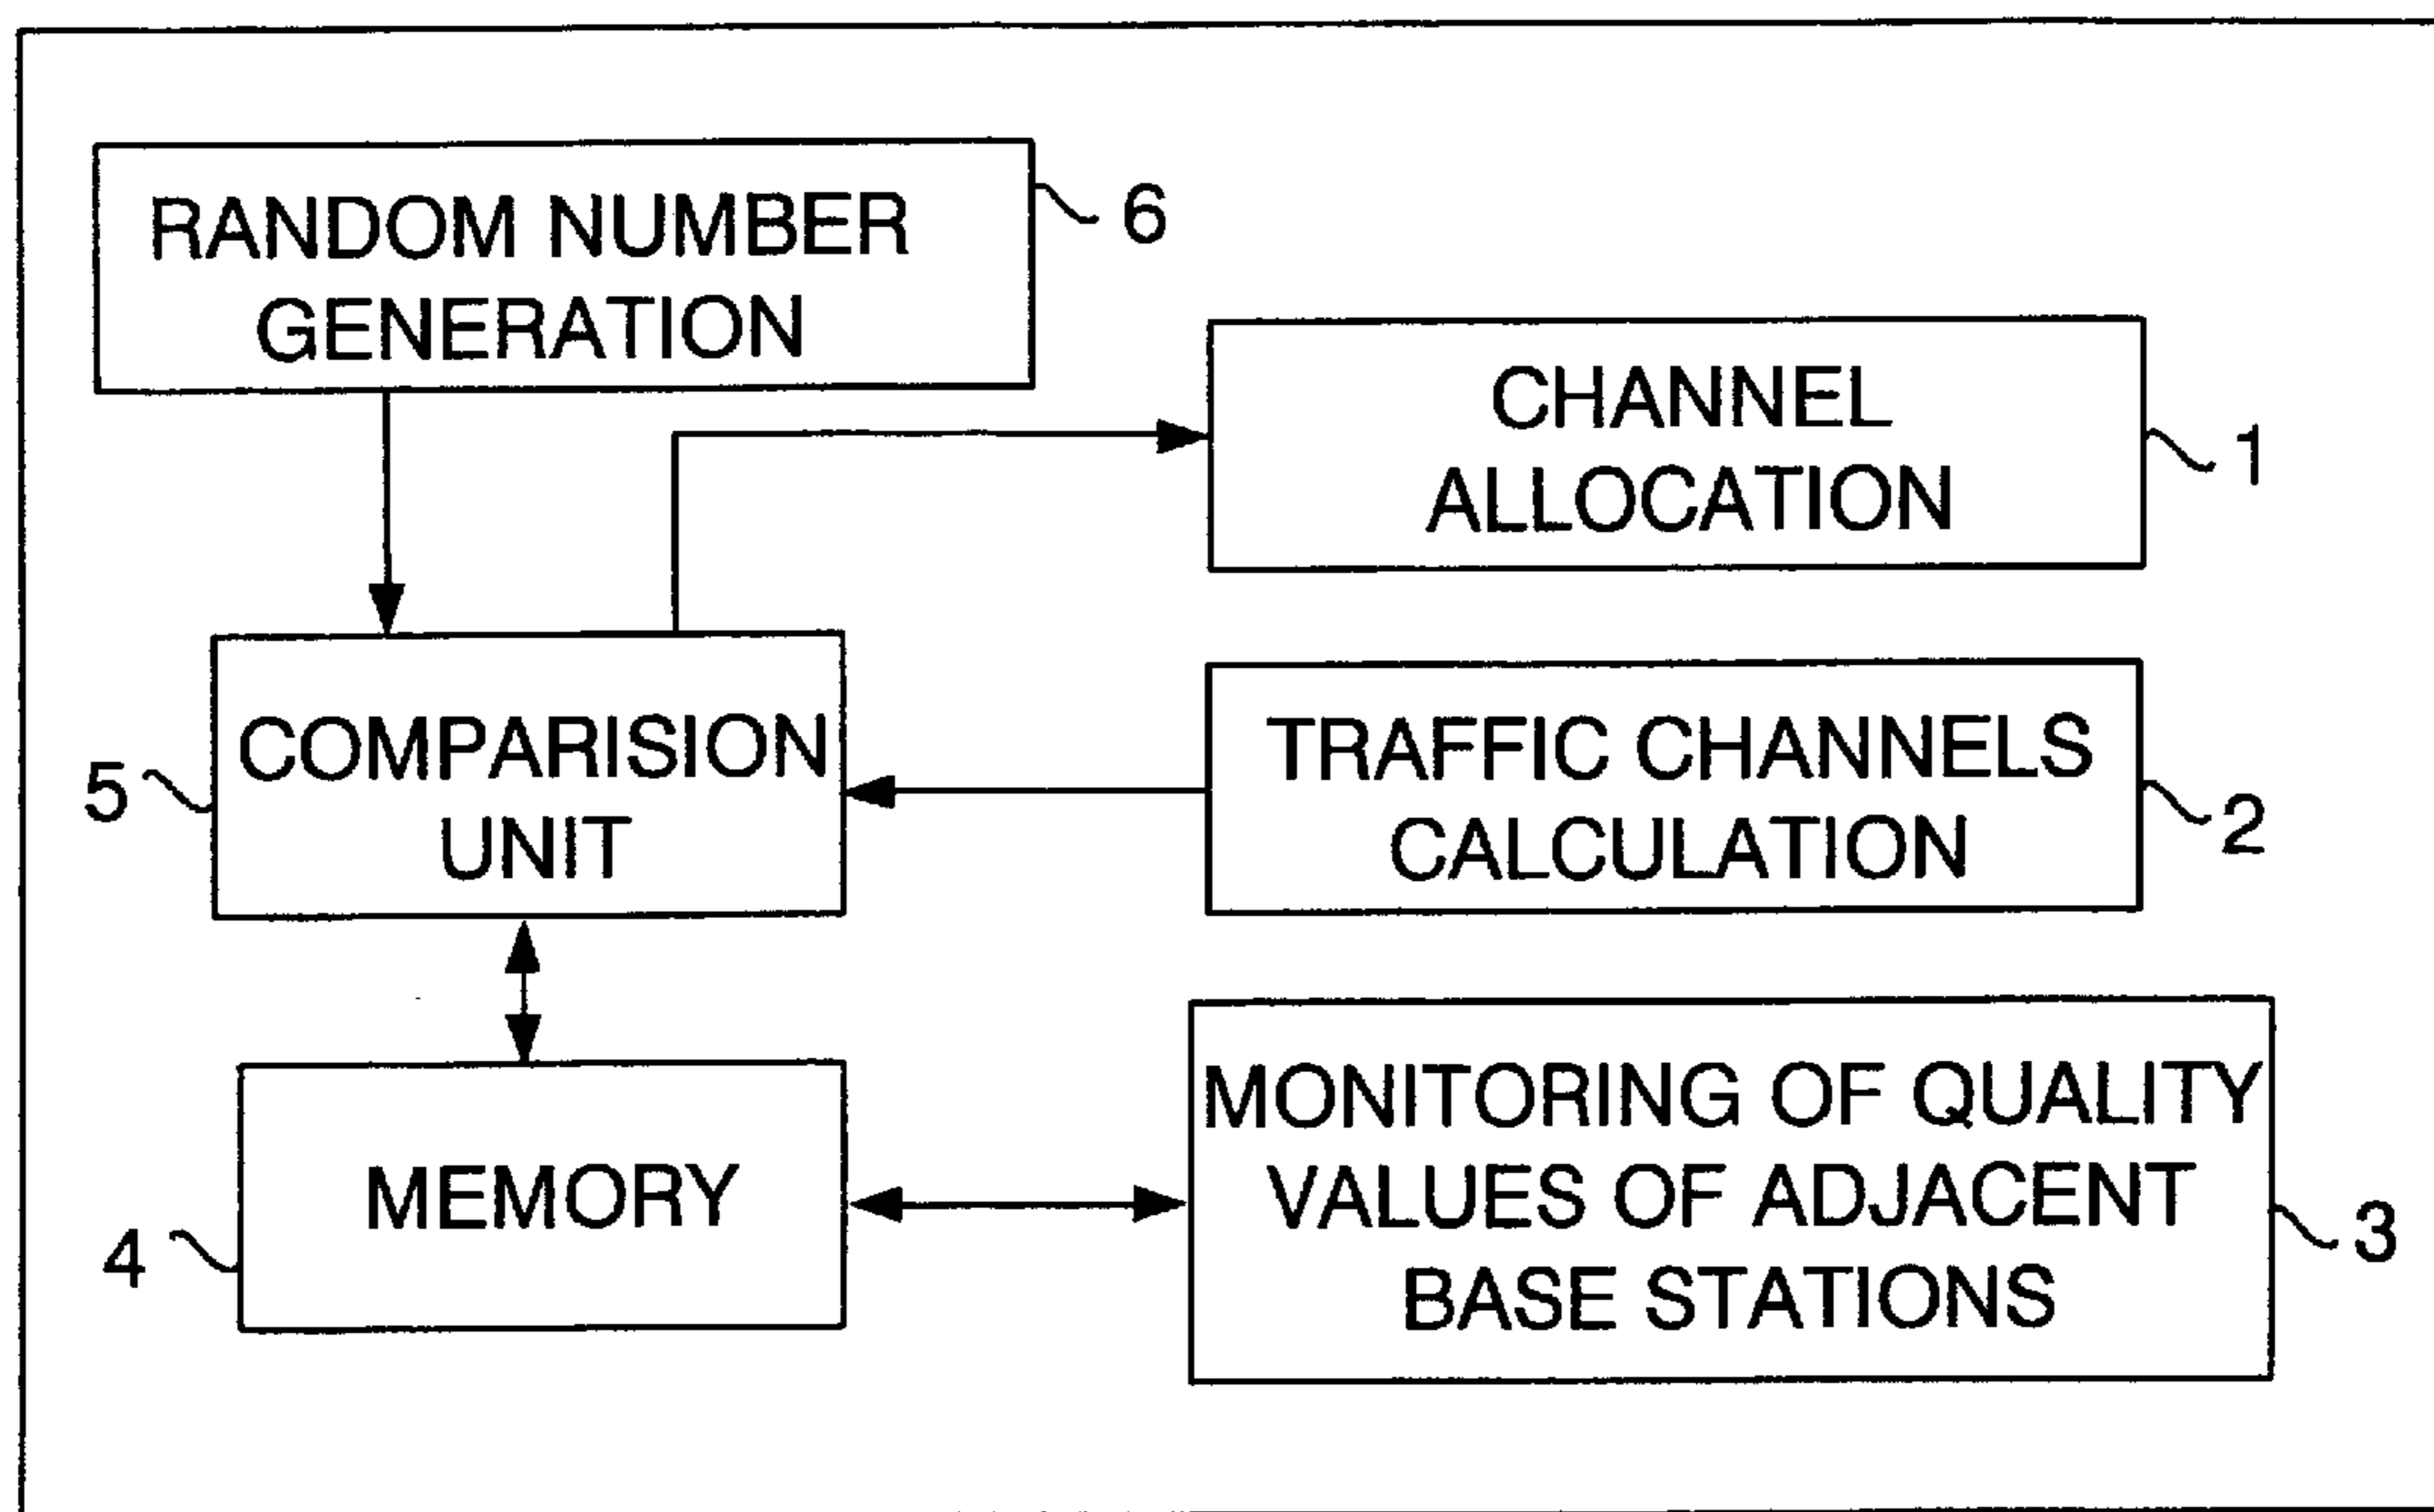 RANDOM NUMBER
GENERATION
6
CHANNEL
ALLOCATION
1
COMPARISION
UNIT
5
TRAFFIC CHANNELS
CALCULATION
2
MEMORY
4
MONITORING OF QUALITY
VALUES OF ADJACENT
BASE STATIONS
3